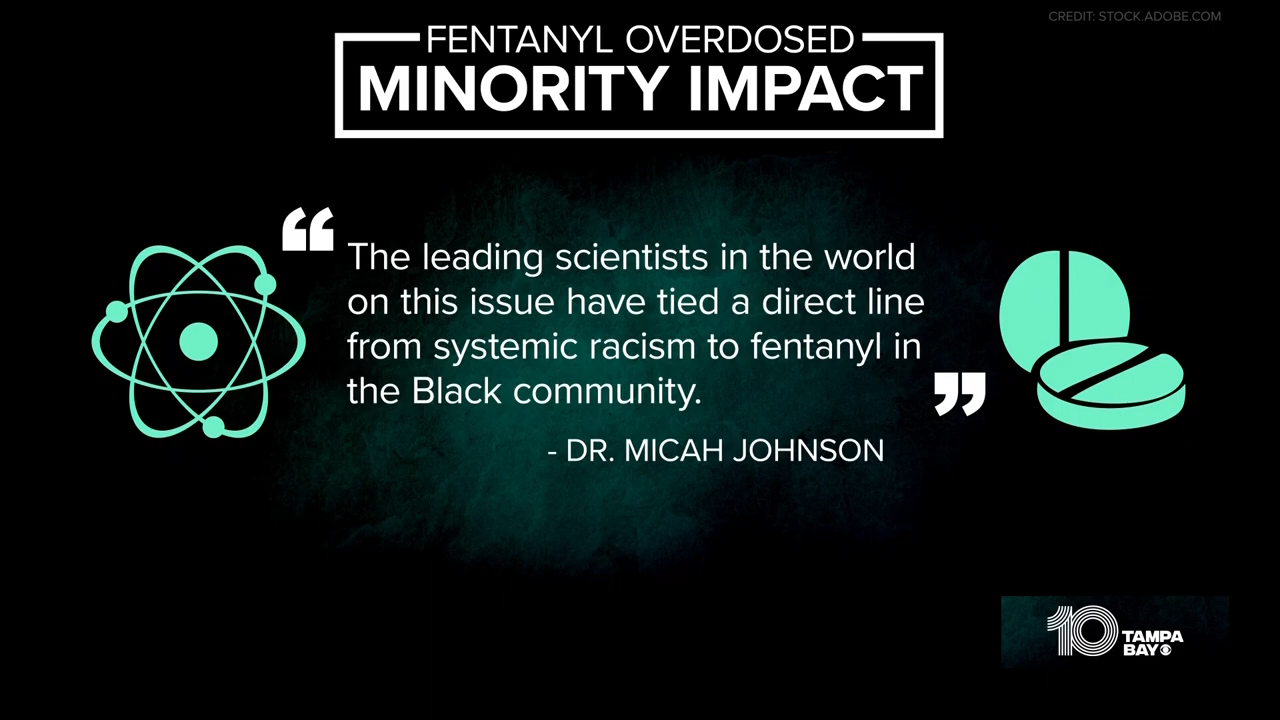 CREDIT: STOCK.ADOBE.COM
FENTANYL OVERDOSED
MINORITY IMPACT
“The leading scientists in the world
on this issue have tied a direct line
from systemic racism to fentanyl in
the Black community.”
- DR. MICAH JOHNSON
10 TAMPA
BAY